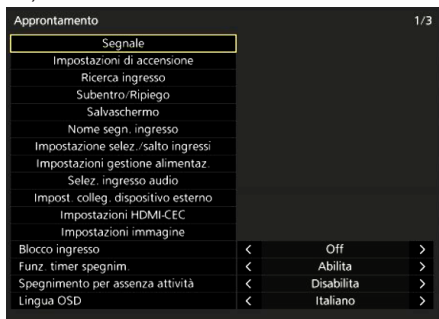 Approntamento 1/3
Segnale
Impostazioni di accensione
Ricerca ingresso
Subentro/Ripiego
Salvaschermo
Nome segn. ingresso
Impostazione selez./salto ingressi
Impostazioni gestione alimentaz.
Selez. ingresso audio
Impost. colleg. dispositivo esterno
Impostazioni HDMI-CEC
Impostazioni immagine
Blocco ingresso < Off >
Funz. timer spegnim. < Abilita >
Spegnimento per assenza attività < Disabilita >
Lingua OSD < Italiano >